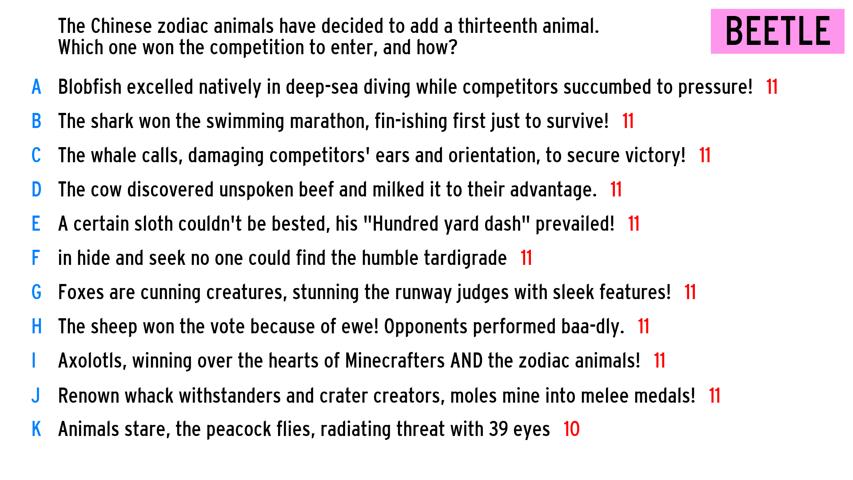 The Chinese zodiac animals have decided to add a thirteenth animal.
Which one won the competition to enter, and how?
BEETLE
A Blobfish excelled natively in deep-sea diving while competitors succumbed to pressure! 11
B The shark won the swimming marathon, fin-ishing first just to survive! 11
C The whale calls, damaging competitors' ears and orientation, to secure victory! 11
D The cow discovered unspoken beef and milked it to their advantage. 11
E A certain sloth couldn't be bested, his "Hundred yard dash" prevailed! 11
F in hide and seek no one could find the humble tardigrade 11
G Foxes are cunning creatures, stunning the runway judges with sleek features! 11
H The sheep won the vote because of ewe! Opponents performed baa-dly. 11
I Axolotls, winning over the hearts of Minecrafters AND the zodiac animals! 11
J Renown whack withstanders and crater creators, moles mine into melee medals! 11
K Animals stare, the peacock flies, radiating threat with 39 eyes 10